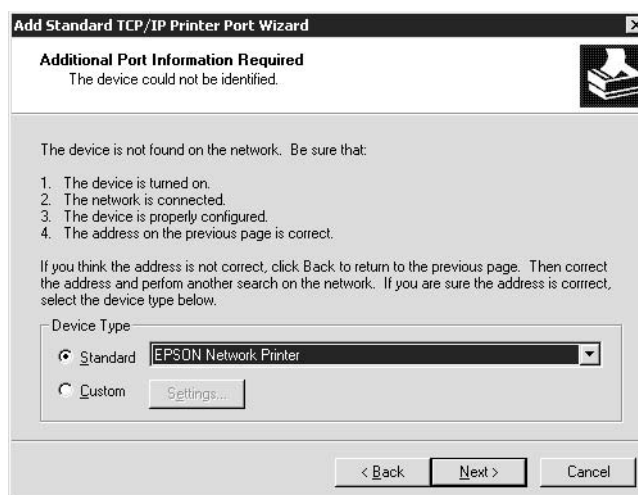 Add Standard TCP/IP Printer Port Wizard
Additional Port Information Required
The device could not be identified.
The device is not found on the network. Be sure that:
1. The device is turned on.
2. The network is connected.
3. The device is properly configured.
4. The address on the previous page is correct.
If you think the address is not correct, click Back to return to the previous page. Then correct
the address and perfom another search on the network. If you are sure the address is corrrect,
select the device type below.
Device Type
Standard EPSON Network Printer
Custom Settings...
< Back Next > Cancel